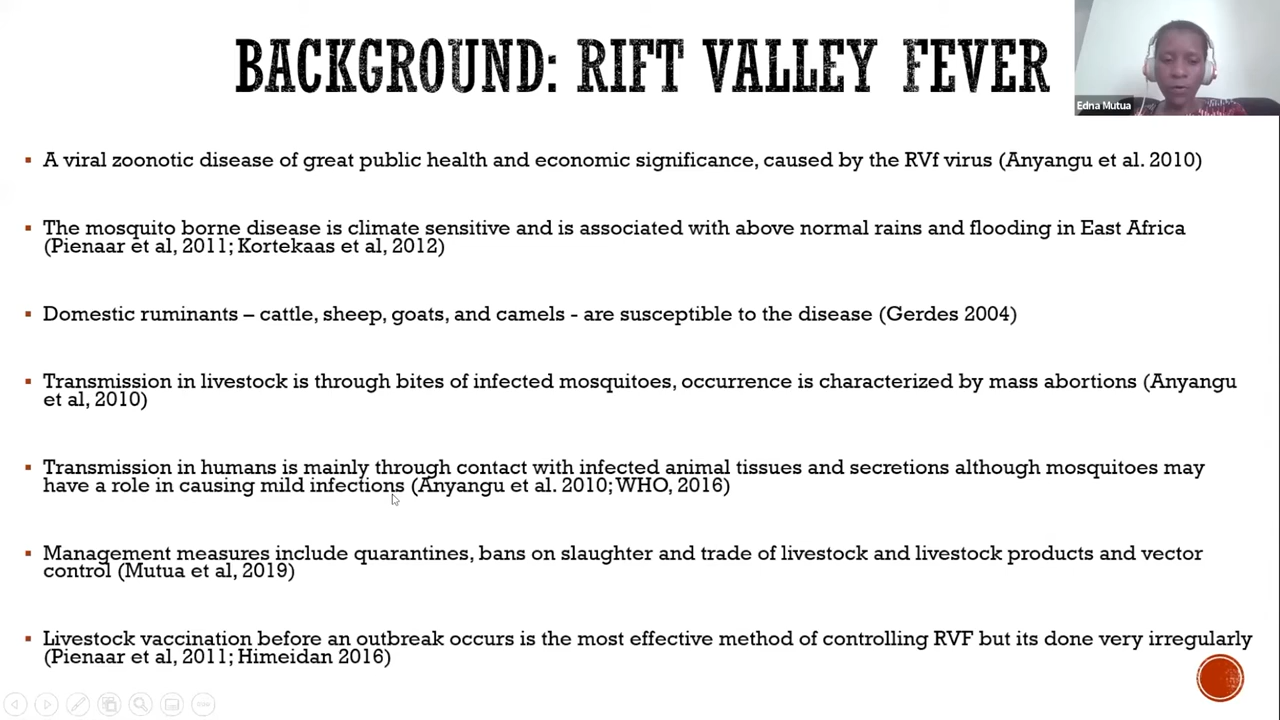 BACKGROUND: RIFT VALLEY FEVER
Edna Mutua
▪ A viral zoonotic disease of great public health and economic significance, caused by the RVf virus (Anyangu et al. 2010)
▪ The mosquito borne disease is climate sensitive and is associated with above normal rains and flooding in East Africa
(Pienaar et al, 2011; Kortekaas et al, 2012)
▪ Domestic ruminants – cattle, sheep, goats, and camels - are susceptible to the disease (Gerdes 2004)
▪ Transmission in livestock is through bites of infected mosquitoes, occurrence is characterized by mass abortions (Anyangu
et al, 2010)
▪ Transmission in humans is mainly through contact with infected animal tissues and secretions although mosquitoes may
have a role in causing mild infections (Anyangu et al. 2010; WHO, 2016)
▪ Management measures include quarantines, bans on slaughter and trade of livestock and livestock products and vector
control (Mutua et al, 2019)
▪ Livestock vaccination before an outbreak occurs is the most effective method of controlling RVF but its done very irregularly
(Pienaar et al, 2011; Himeidan 2016)